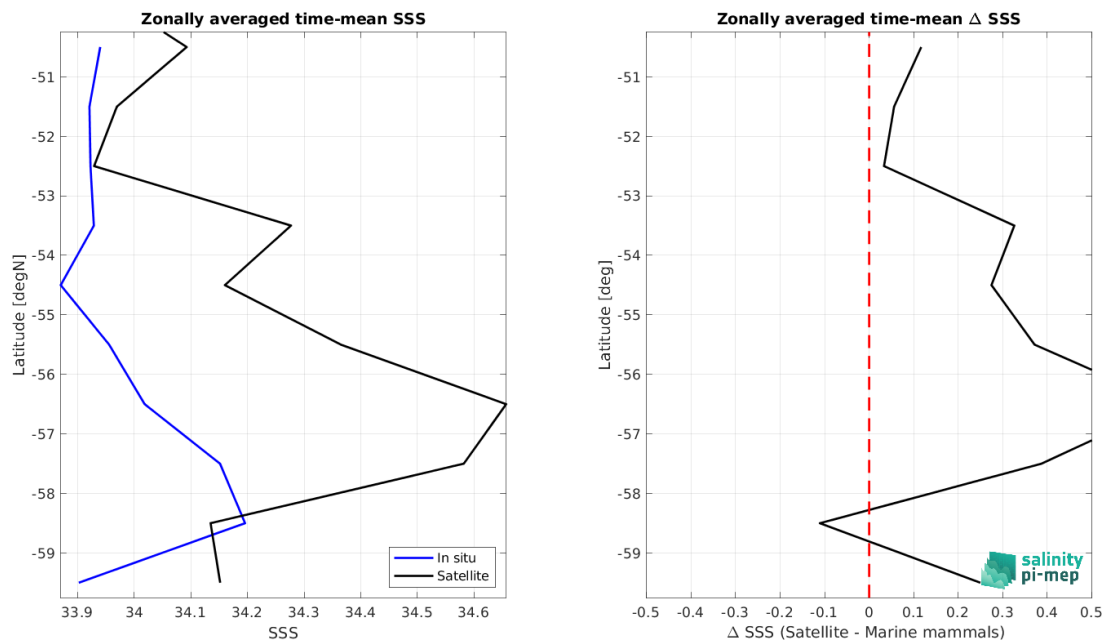 Zonally averaged time-mean SSS
-51
-52
-53
-54
-55
-56
-57
-58
-59
Latitude [degN]
33.9 34 34.1 34.2 34.3 34.4 34.5 34.6
SSS
In situ
Satellite
Zonally averaged time-mean Δ SSS
-51
-52
-53
-54
-55
-56
-57
-58
-59
Latitude [deg]
-0.5 -0.4 -0.3 -0.2 -0.1 0 0.1 0.2 0.3 0.4 0.5
Δ SSS (Satellite - Marine mammals)
salinity
pi-mep